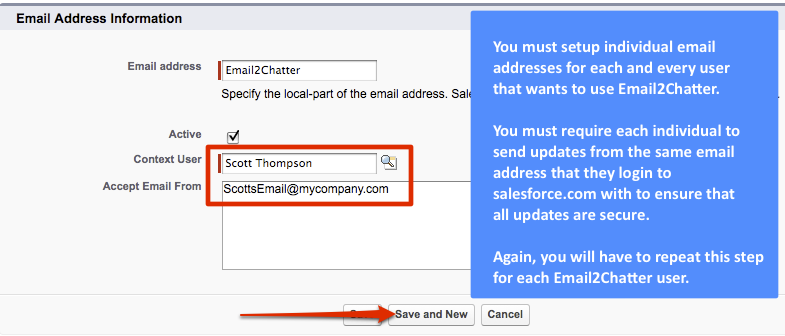 Email Address Information
Email address
Email2Chatter
Specify the local-part of the email address.
Active
Context User
Scott Thompson
Accept Email From
ScottsEmail@mycompany.com
You must setup individual email
addresses for each and every user
that wants to use Email2Chatter.
You must require each individual to
send updates from the same email
address that they login to
salesforce.com with to ensure that
all updates are secure.
Again, you will have to repeat this step
for each Email2Chatter user.
Save and New
Cancel